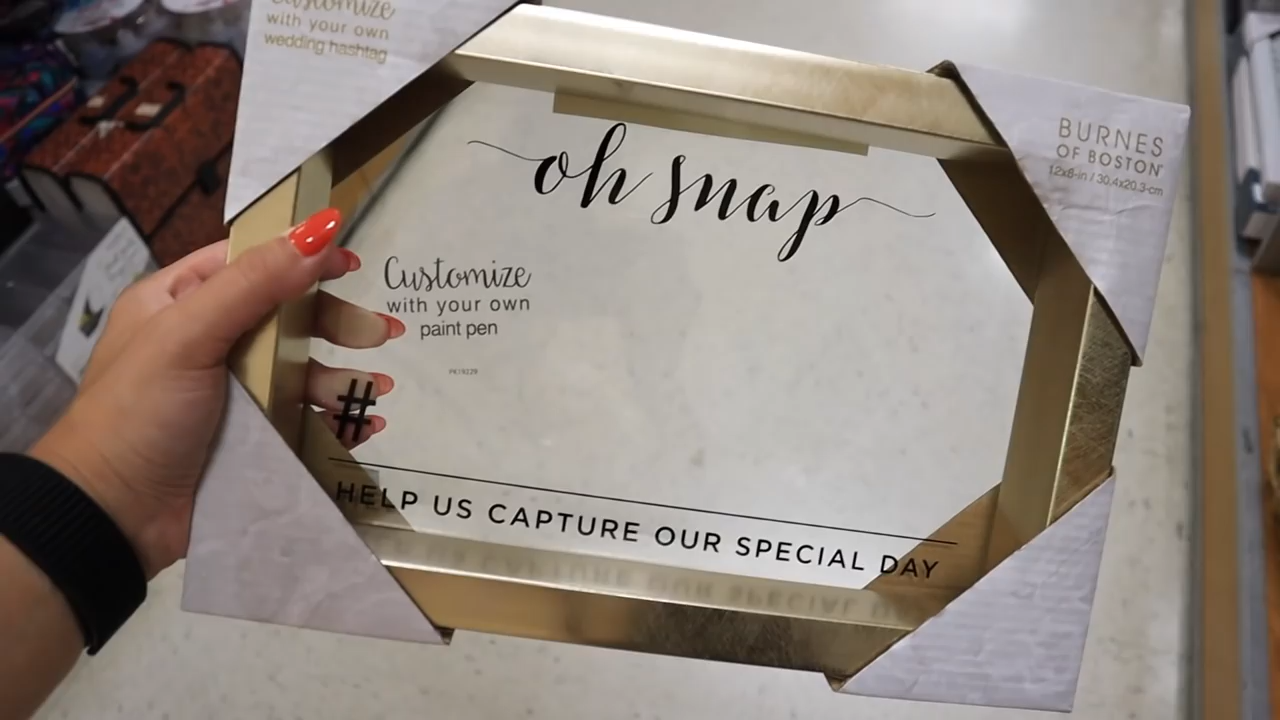 Customize
with your own
wedding hashtag
BURNES
OF BOSTON
12x8-in / 30.4x20.3-cm
oh snap
Customize
with your own
paint pen
#
HELP US CAPTURE OUR SPECIAL DAY